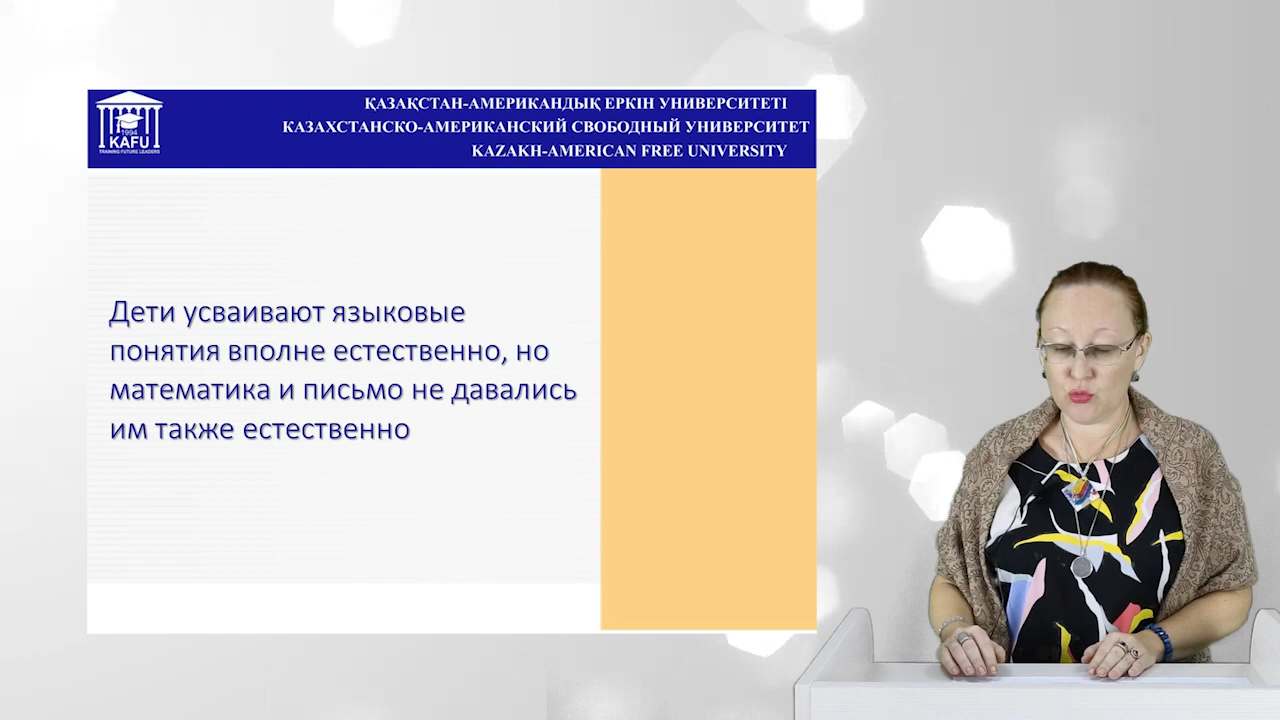 ҚАЗАҚСТАН-АМЕРИКАНДЫҚ ЕРКІН УНИВЕРСИТЕТІ
КАЗАХСТАНСКО-АМЕРИКАНСКИЙ СВОБОДНЫЙ УНИВЕРСИТЕТ
KAZAKH-AMERICAN FREE UNIVERSITY
1994
KAFU
TRAINING FUTURE LEADERS
Дети усваивают языковые
понятия вполне естественно, но
математика и письмо не давались
им также естественно